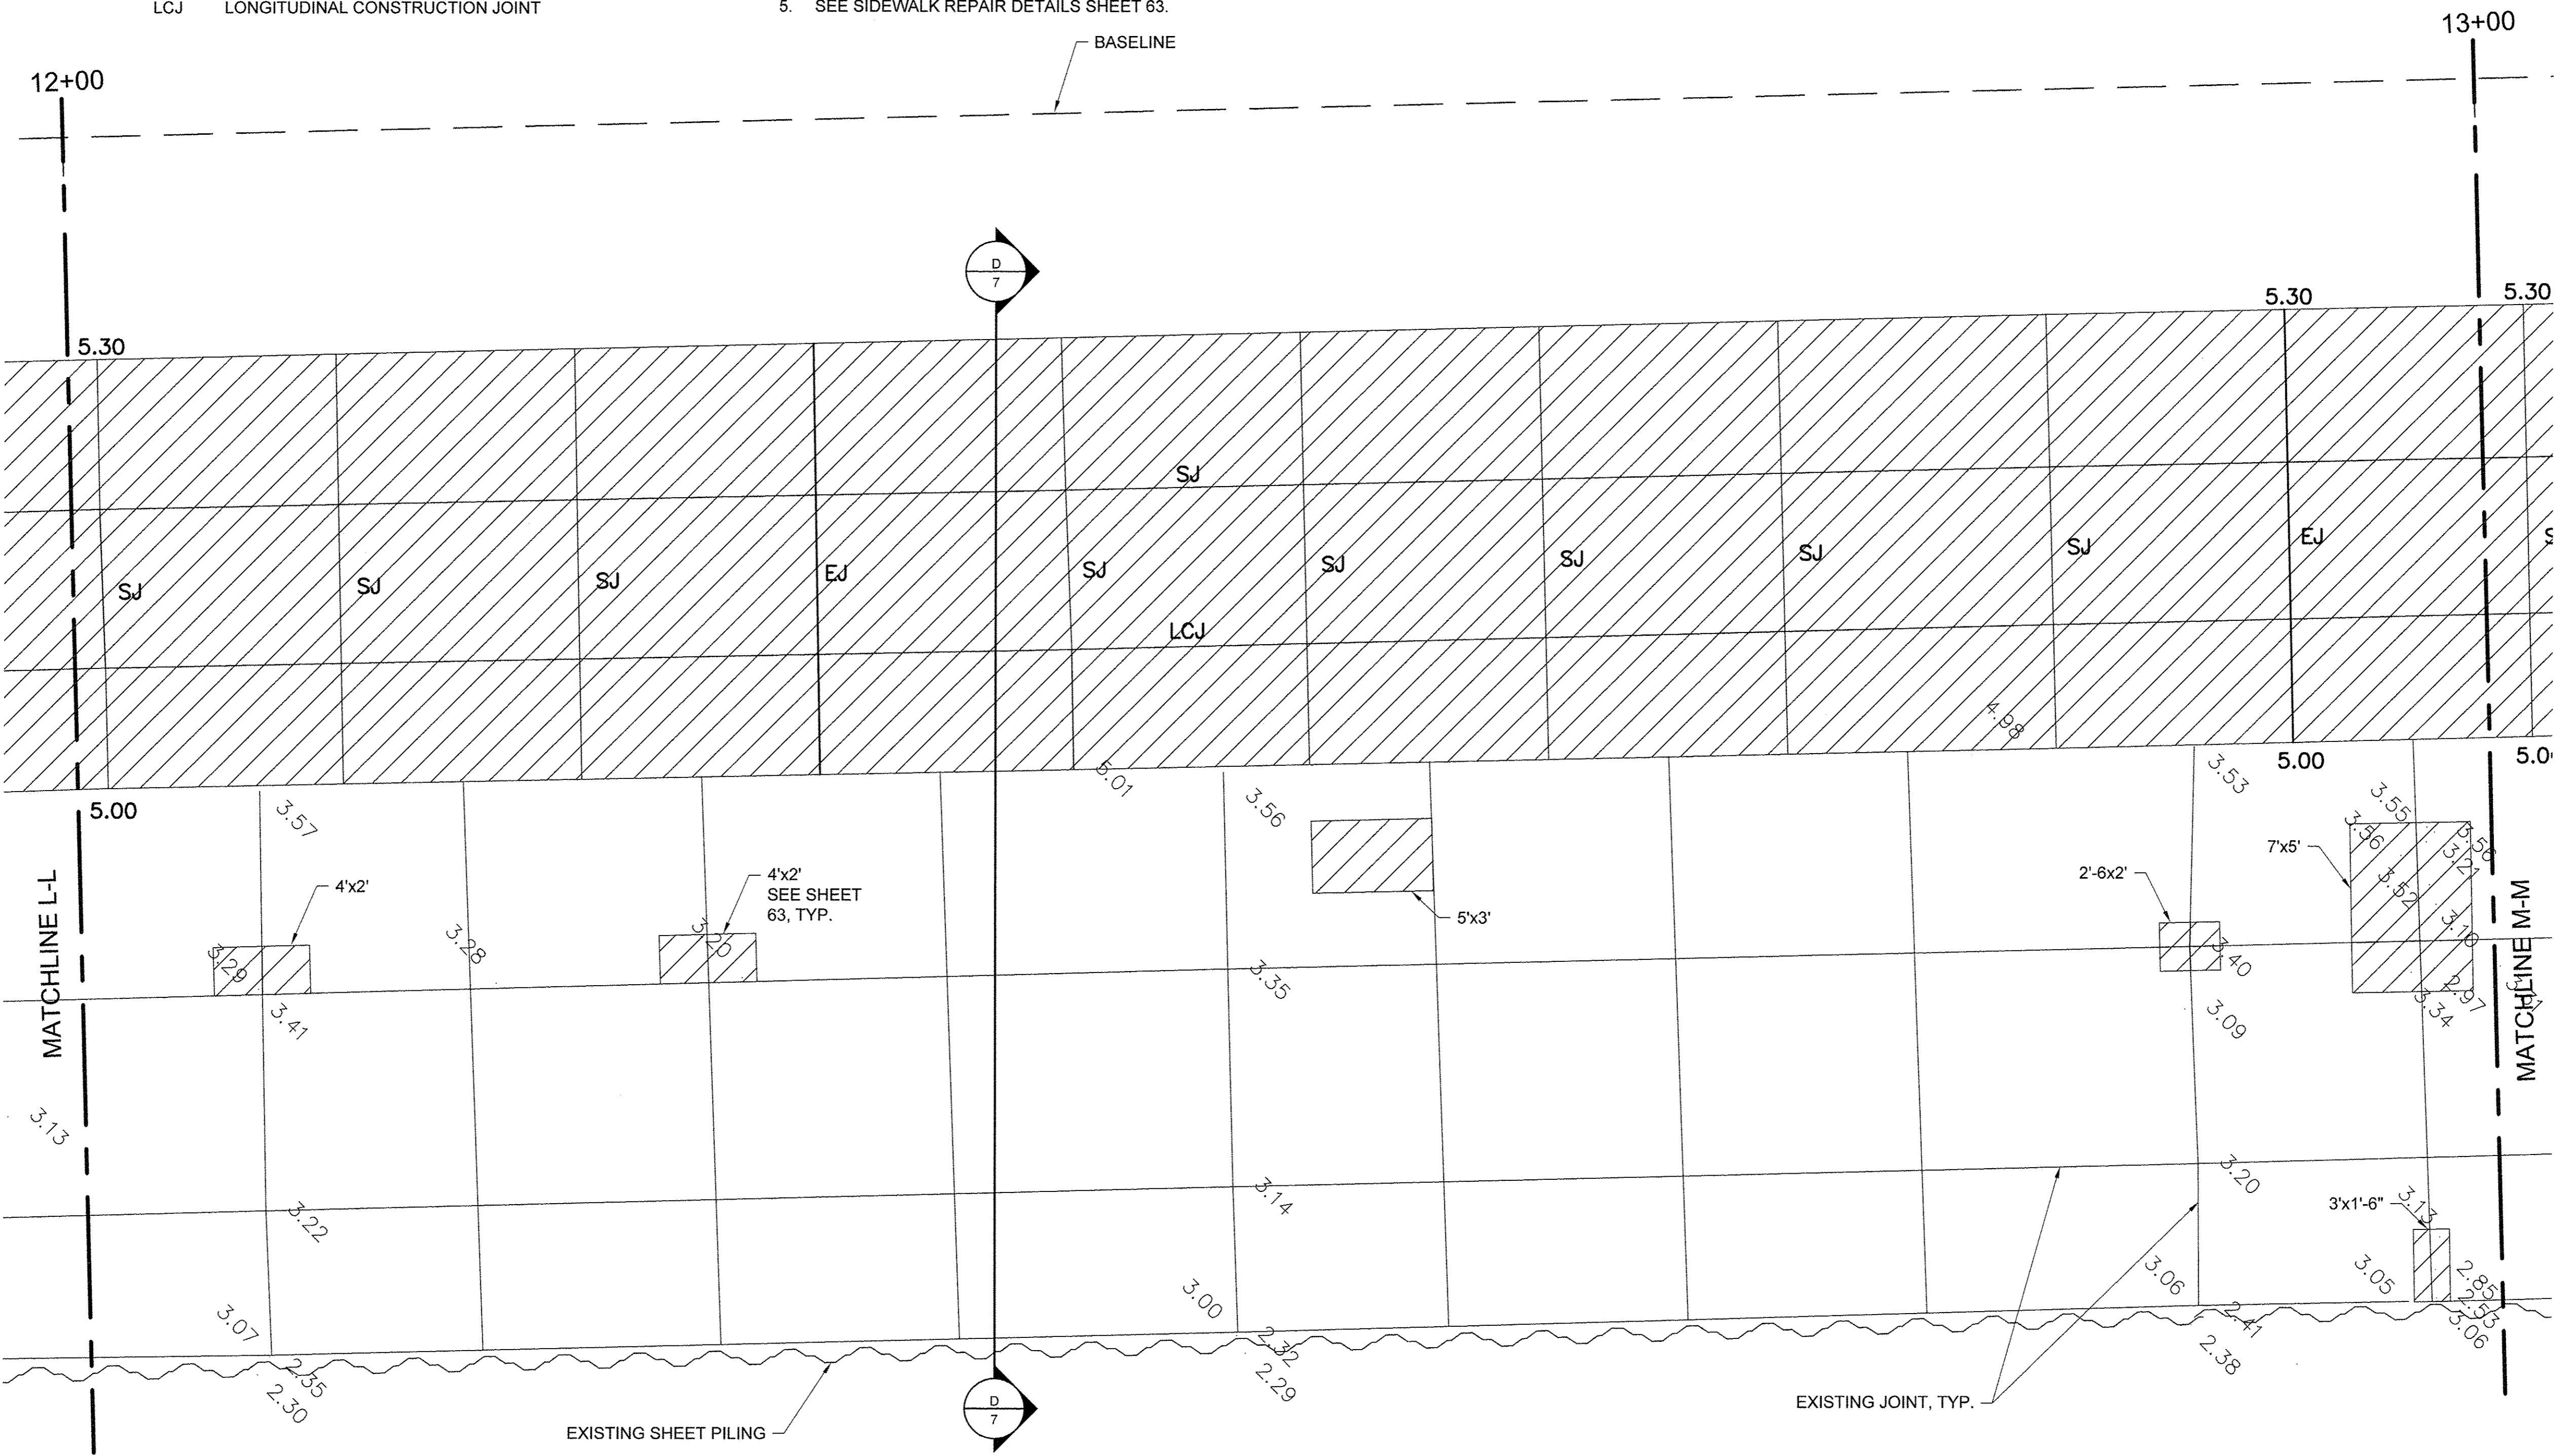 LCJ LONGITUDINAL CONSTRUCTION JOINT
5. SEE SIDEWALK REPAIR DETAILS SHEET 63.
13+00
BASELINE
12+00
D
7
5.30
5.30
5.30
SJ
SJ
SJ
SJ
EJ
SJ
SJ
SJ
SJ
SJ
EJ
LCJ
4.98
5.00
5.01
5.00
3.57
3.56
3.53
3.55
3.56
3.56
3.21
7'x5'
3.52
4'x2'
4'x2'
SEE SHEET
63, TYP.
5'x3'
2'-6x2'
3.16
3.29
3.28
3.20
3.40
3.35
2.97
3.34
3.41
3.09
MATCHLINE L-L
MATCHLINE M-M
3.13
3.22
3.14
3.20
3'x1'-6"
3.13
3.07
3.00
3.06
3.05
2.85
2.53
3.06
2.35
2.30
2.32
2.29
2.41
2.38
EXISTING SHEET PILING
D
7
EXISTING JOINT, TYP.